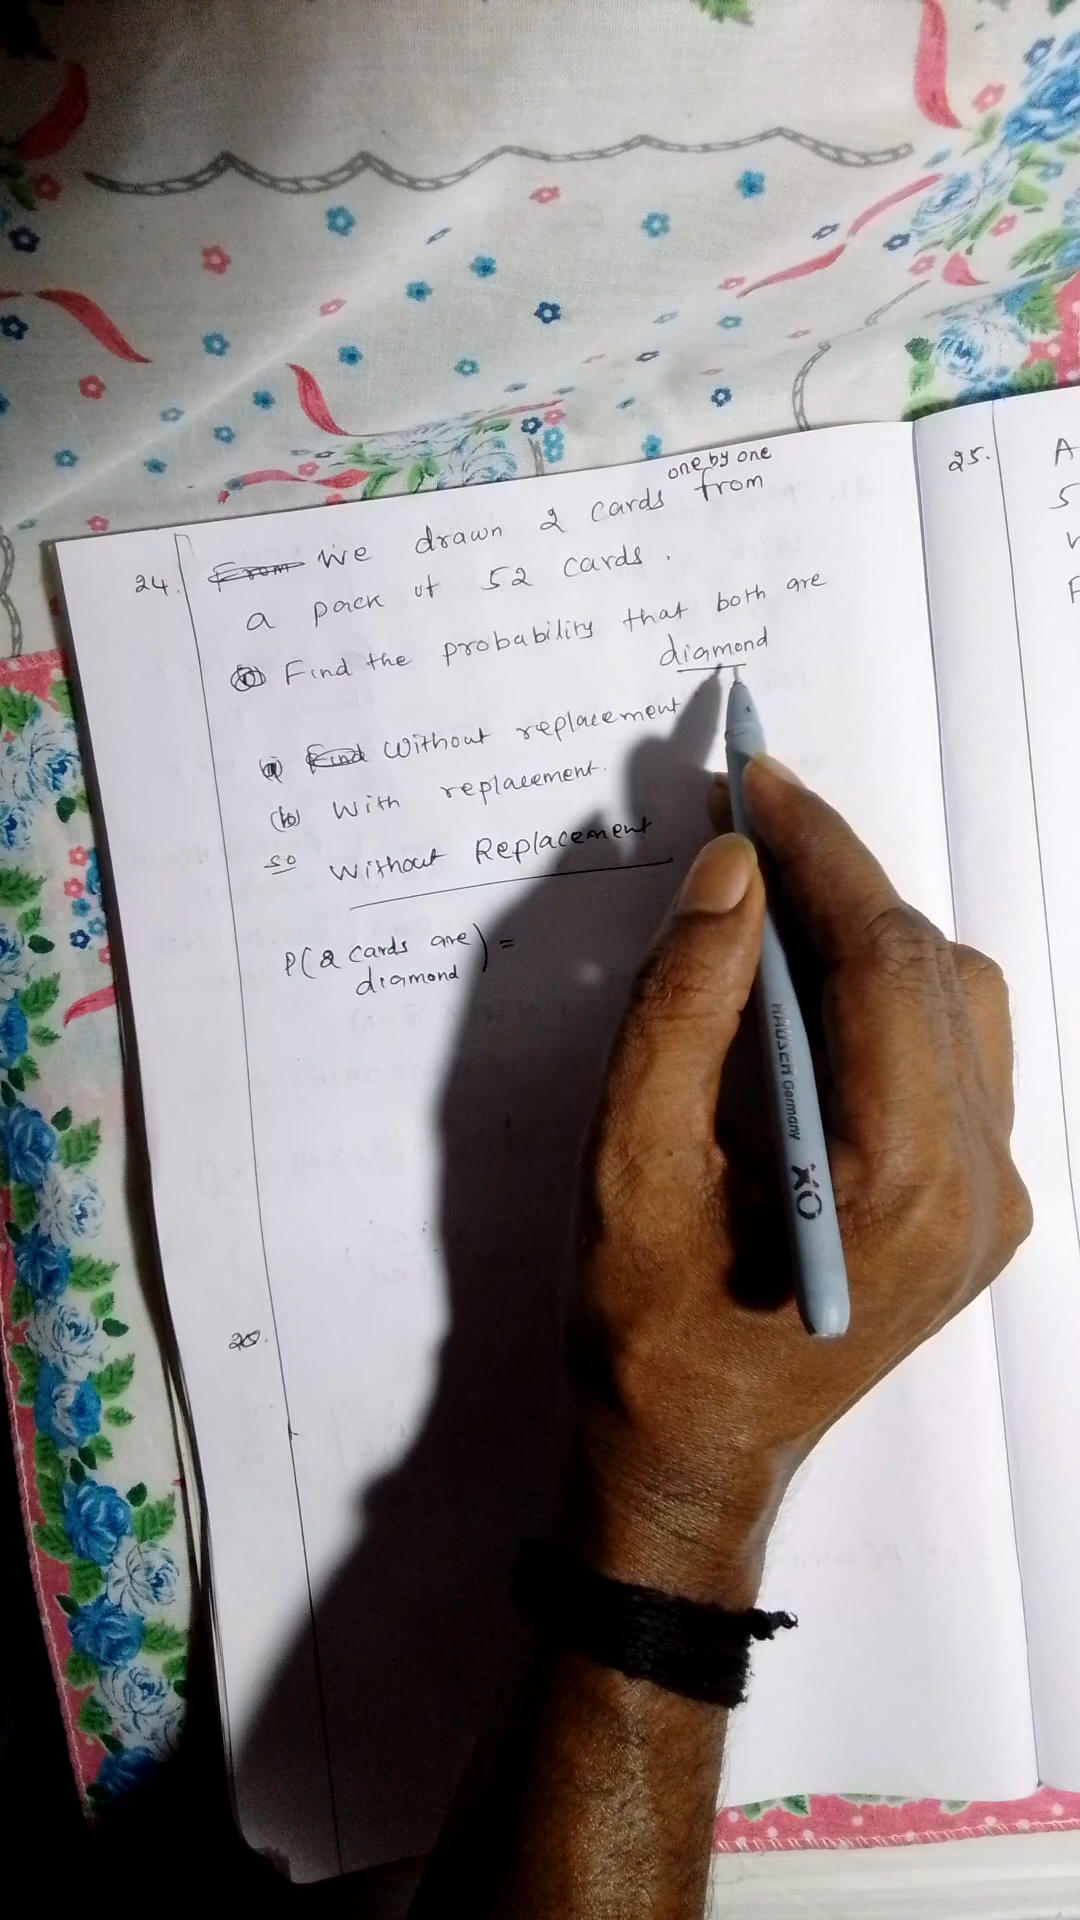 one by one
24. From We drawn 2 cards from
a pack of 52 cards.
Find the probability that both are
diamond
(a) Find Without replacement
(b) With replacement.
so Without Replacement
P(2 cards are
diamond) =
25.
25.
A
S
P
HAUSER Germany XO